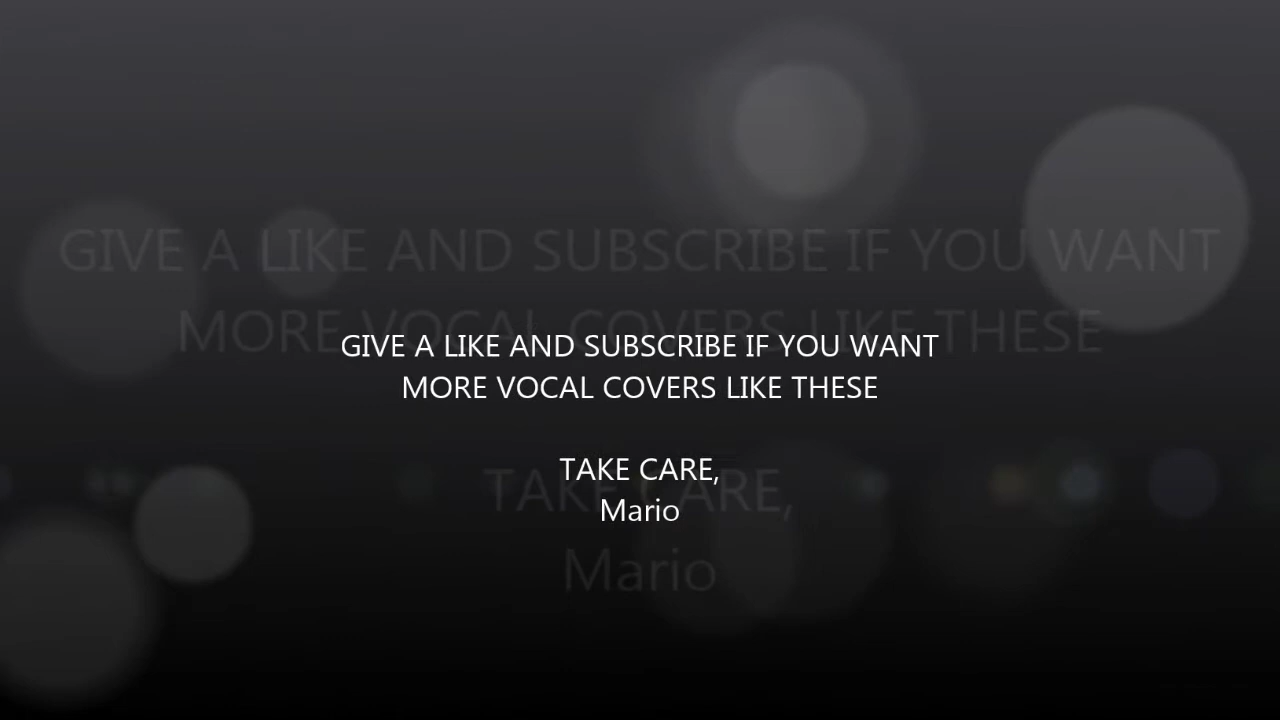 GIVE A LIKE AND SUBSCRIBE IF YOU WANT
MORE VOCAL COVERS LIKE THESE
TAKE CARE,
Mario